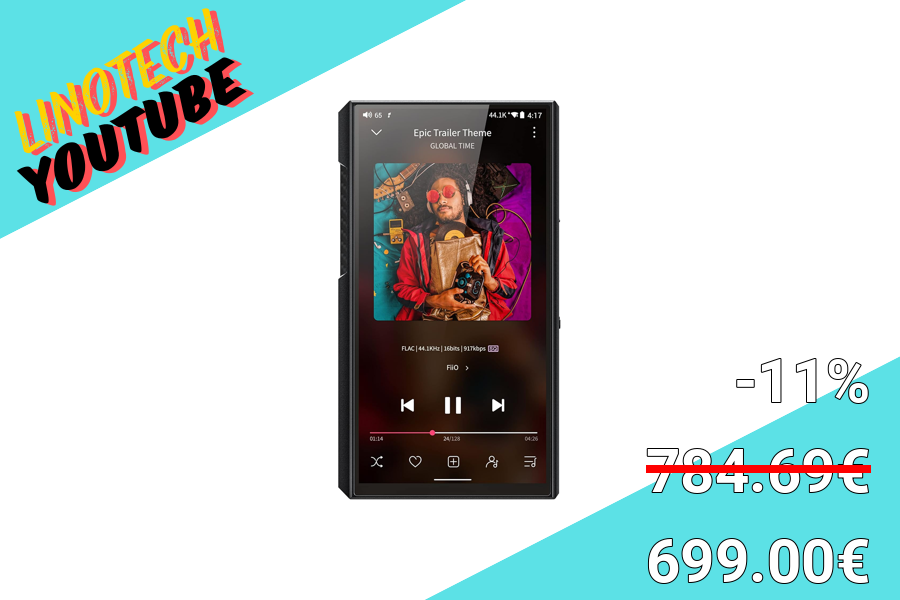 LINOTECH
YOUTUBE
65
44.1K 4:17
Epic Trailer Theme
GLOBAL TIME
FLAC | 44.1KHz | 16bits | 917kbps
FiiO >
01:14 24/128 04:26
-11%
784.69€
699.00€